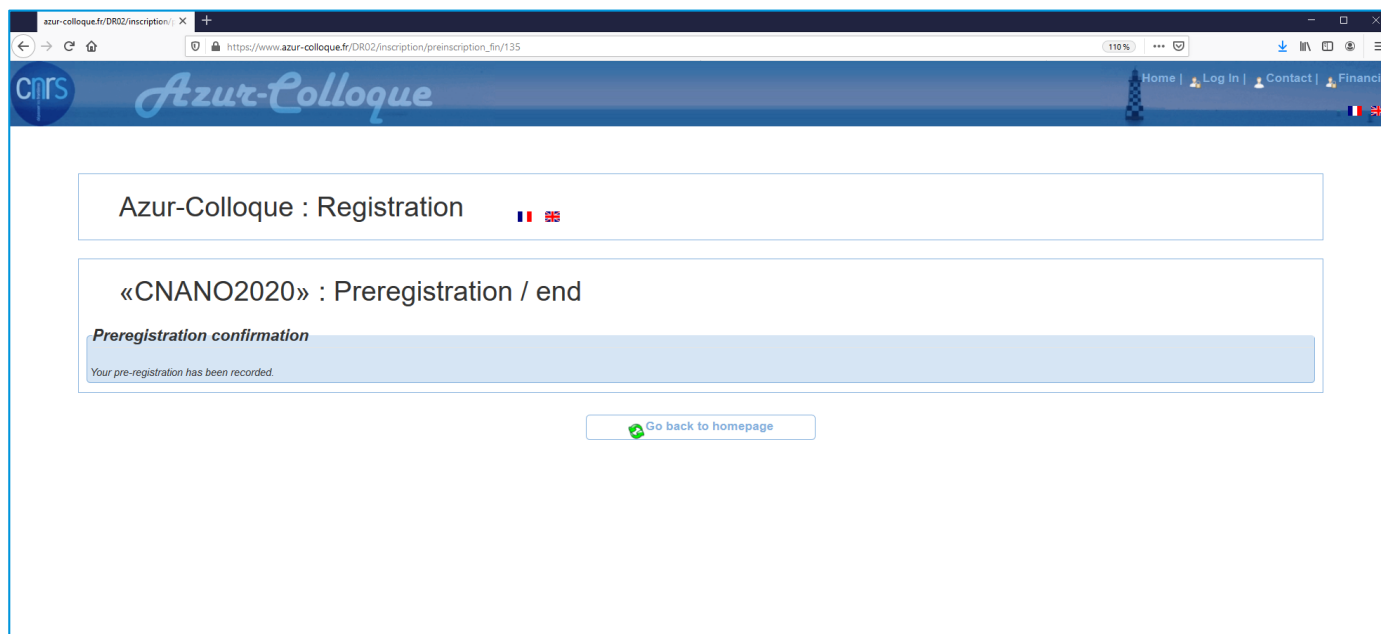 azur-colloque.fr/DR02/inscription/
https://www.azur-colloque.fr/DR02/inscription/preinscription_fin/135
110%
cnrs
Azur-Colloque
Home | Log In | Contact | Financi
Azur-Colloque : Registration
«CNANO2020» : Preregistration / end
Preregistration confirmation
Your pre-registration has been recorded.
Go back to homepage